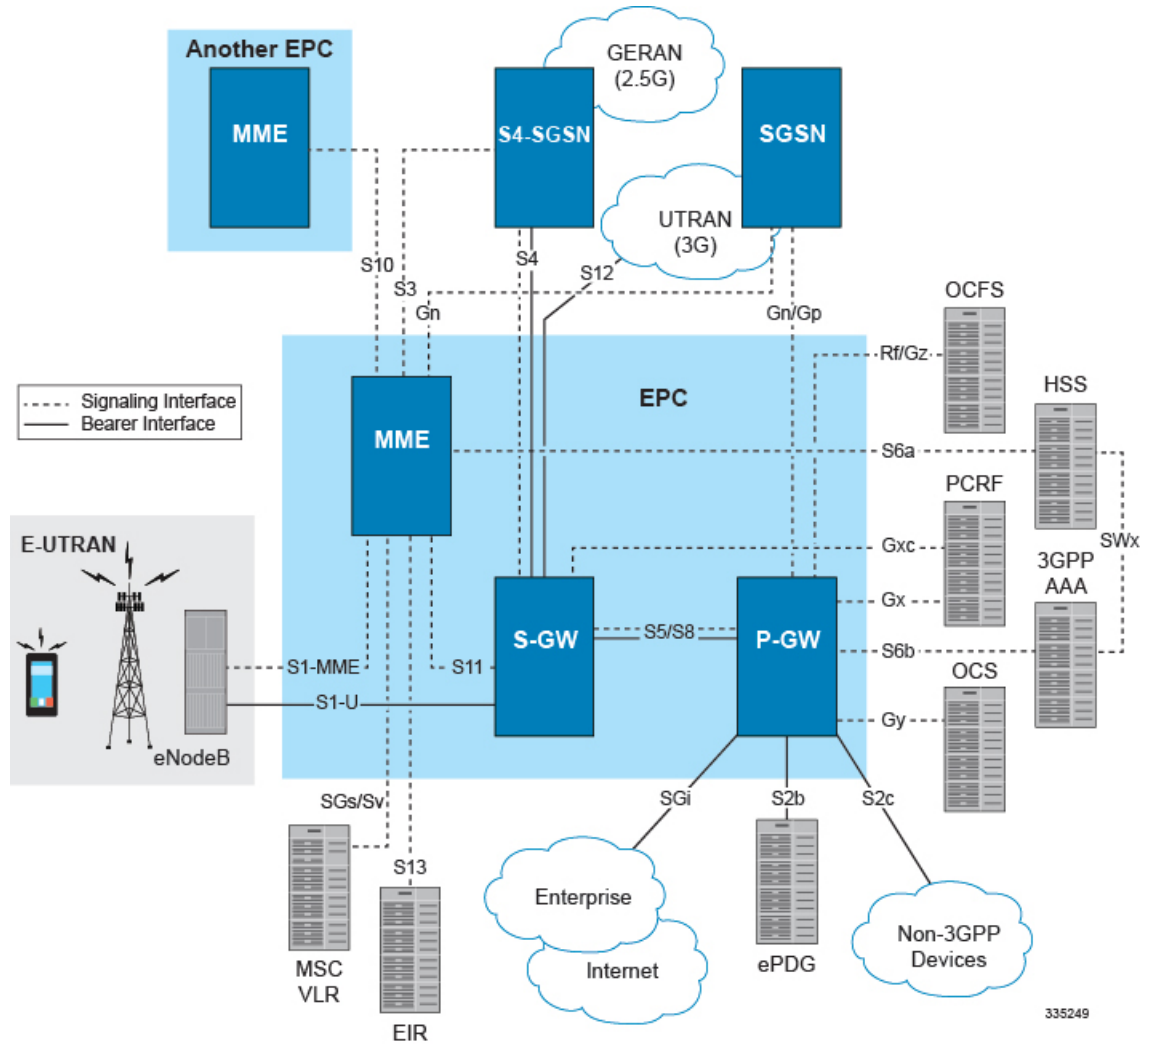 Another EPC
MME
GERAN
(2.5G)
S4-SGSN
SGSN
UTRAN
(3G)
S10
S3
Gn
S4
S12
Gn/Gp
OCFS
Rf/Gz
Signaling Interface
Bearer Interface
EPC
MME
HSS
S6a
PCRF
Gxc
SWx
3GPP
AAA
E-UTRAN
Gx
S-GW
S5/S8
P-GW
S6b
S1-MME
S11
OCS
S1-U
Gy
eNodeB
SGs/Sv
SGi
S2b
S2c
S13
Enterprise
Non-3GPP
Devices
MSC
VLR
Internet
ePDG
EIR
335249